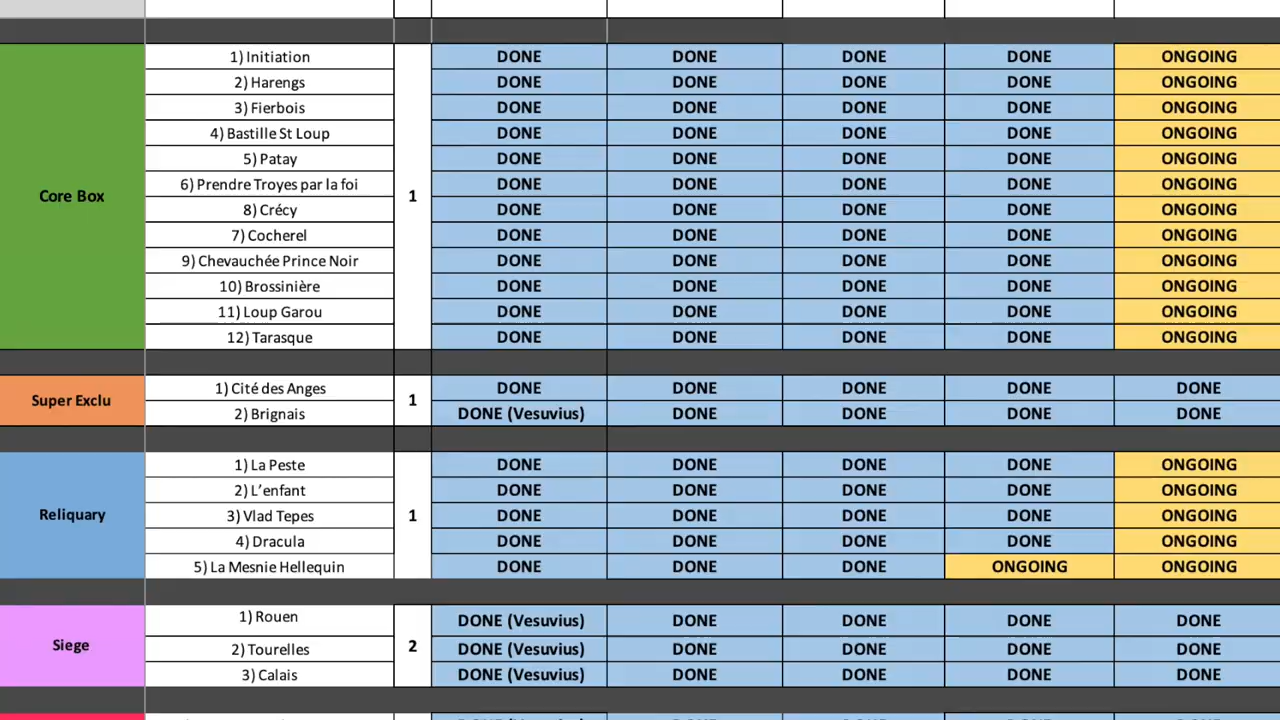 1) Initiation DONE DONE DONE DONE ONGOING
2) Harengs DONE DONE DONE DONE ONGOING
3) Fierbois DONE DONE DONE DONE ONGOING
4) Bastille St Loup DONE DONE DONE DONE ONGOING
5) Patay DONE DONE DONE DONE ONGOING
6) Prendre Troyes par la foi DONE DONE DONE DONE ONGOING
Core Box 1
8) Crécy DONE DONE DONE DONE ONGOING
7) Cocherel DONE DONE DONE DONE ONGOING
9) Chevauchée Prince Noir DONE DONE DONE DONE ONGOING
10) Brossinière DONE DONE DONE DONE ONGOING
11) Loup Garou DONE DONE DONE DONE ONGOING
12) Tarasque DONE DONE DONE DONE ONGOING
1) Cité des Anges DONE DONE DONE DONE DONE
Super Exclu 1
2) Brignais DONE (Vesuvius) DONE DONE DONE DONE
1) La Peste DONE DONE DONE DONE ONGOING
2) L'enfant DONE DONE DONE DONE ONGOING
Reliquary 1
3) Vlad Tepes DONE DONE DONE DONE ONGOING
4) Dracula DONE DONE DONE DONE ONGOING
5) La Mesnie Hellequin DONE DONE DONE ONGOING ONGOING
1) Rouen DONE (Vesuvius) DONE DONE DONE DONE
Siege 2
2) Tourelles DONE (Vesuvius) DONE DONE DONE DONE
3) Calais DONE (Vesuvius) DONE DONE DONE DONE